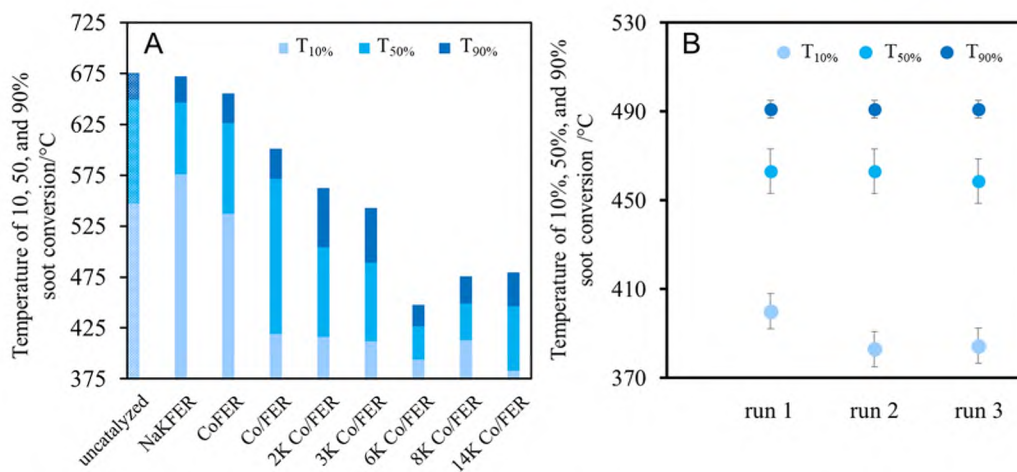 A
T10% T50% T90%
Temperature of 10, 50, and 90%
soot conversion/°C
725
675
625
575
525
475
425
375
uncatalyzed
NaKFER
CoFER
Co/FER
2K Co/FER
3K Co/FER
6K Co/FER
8K Co/FER
14K Co/FER
B
T10% T50% T90%
Temperature of 10%, 50%, and 90%
soot conversion /°C
530
490
450
410
370
run 1 run 2 run 3